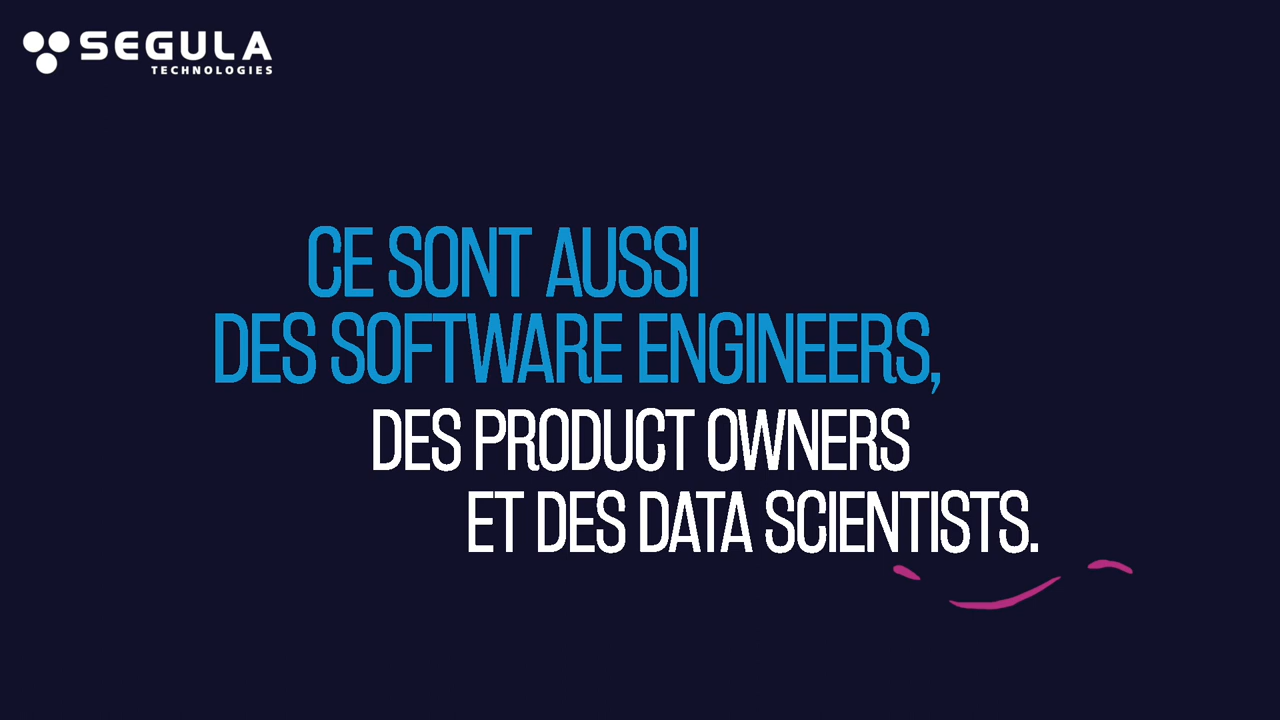 SEGULA
TECHNOLOGIES
CE SONT AUSSI
DES SOFTWARE ENGINEERS,
DES PRODUCT OWNERS
ET DES DATA SCIENTISTS.